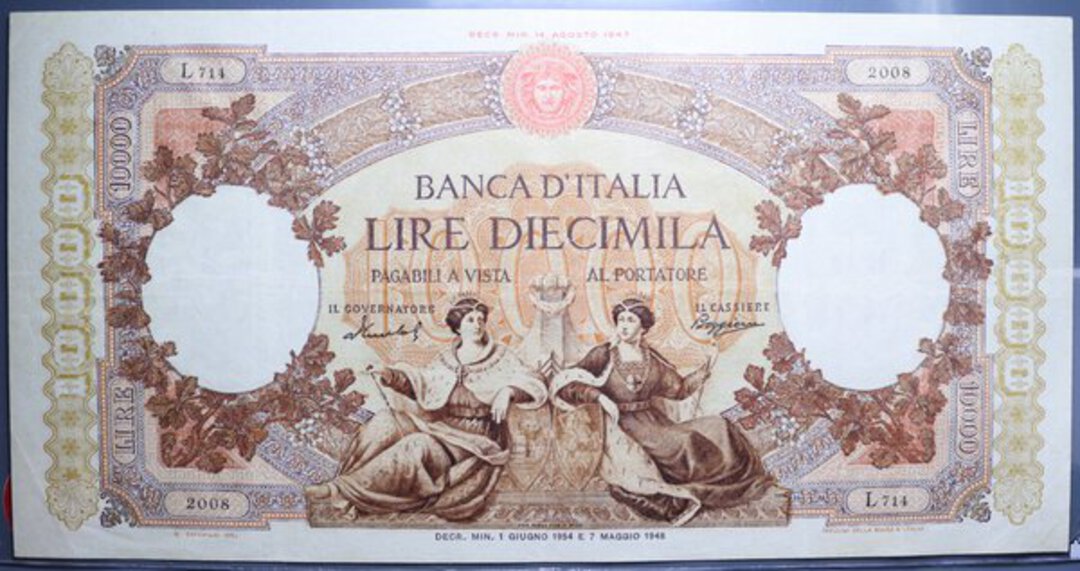 DECR. MIN. 14 AGOSTO 1947
L 714
2008
10000
LIRE
BANCA D'ITALIA
LIRE DIECIMILA
PAGABILI A VISTA AL PORTATORE
IL GOVERNATORE
IL CASSIERE
10000
LIRE
10000
2008
L 714
DECR. MIN. 1 GIUGNO 1954 E 7 MAGGIO 1948